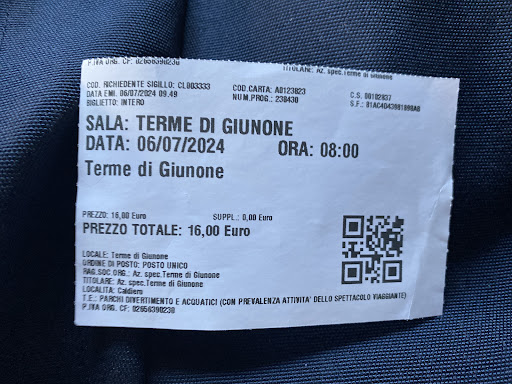 P.IVA ORG. CF: 02656390238
TITOLARE: Az. spec.Terme di Giunone
COD. RICHIEDENTE SIGILLO: CL003333
COD.CARTA: A0123823
C.S: 00102837
DATA EMI. 06/07/2024 09,49
NUM.PROG.: 238430
S.F.: 91AC4D43981998AB
BIGLIETTO: INTERO
SALA: TERME DI GIUNONE
DATA: 06/07/2024 ORA: 08:00
Terme di Giunone
PREZZO: 16,00 Euro SUPPL.: 0,00 Euro
PREZZO TOTALE: 16,00 Euro
LOCALE: Terme di Giunone
ORDINE DI POSTO: POSTO UNICO
RAG.SOC ORG.: Az. spec.Terme di Giunone
TITOLARE: Az. spec.Terme di Giunone
LOCALITA: Caldiero
T.E.: PARCHI DIVERTIMENTO E ACQUATICI (CON PREVALENZA ATTIVITA' DELLO SPETTACOLO VIAGGIANTE)
P.IVA ORG. CF: 02656390238